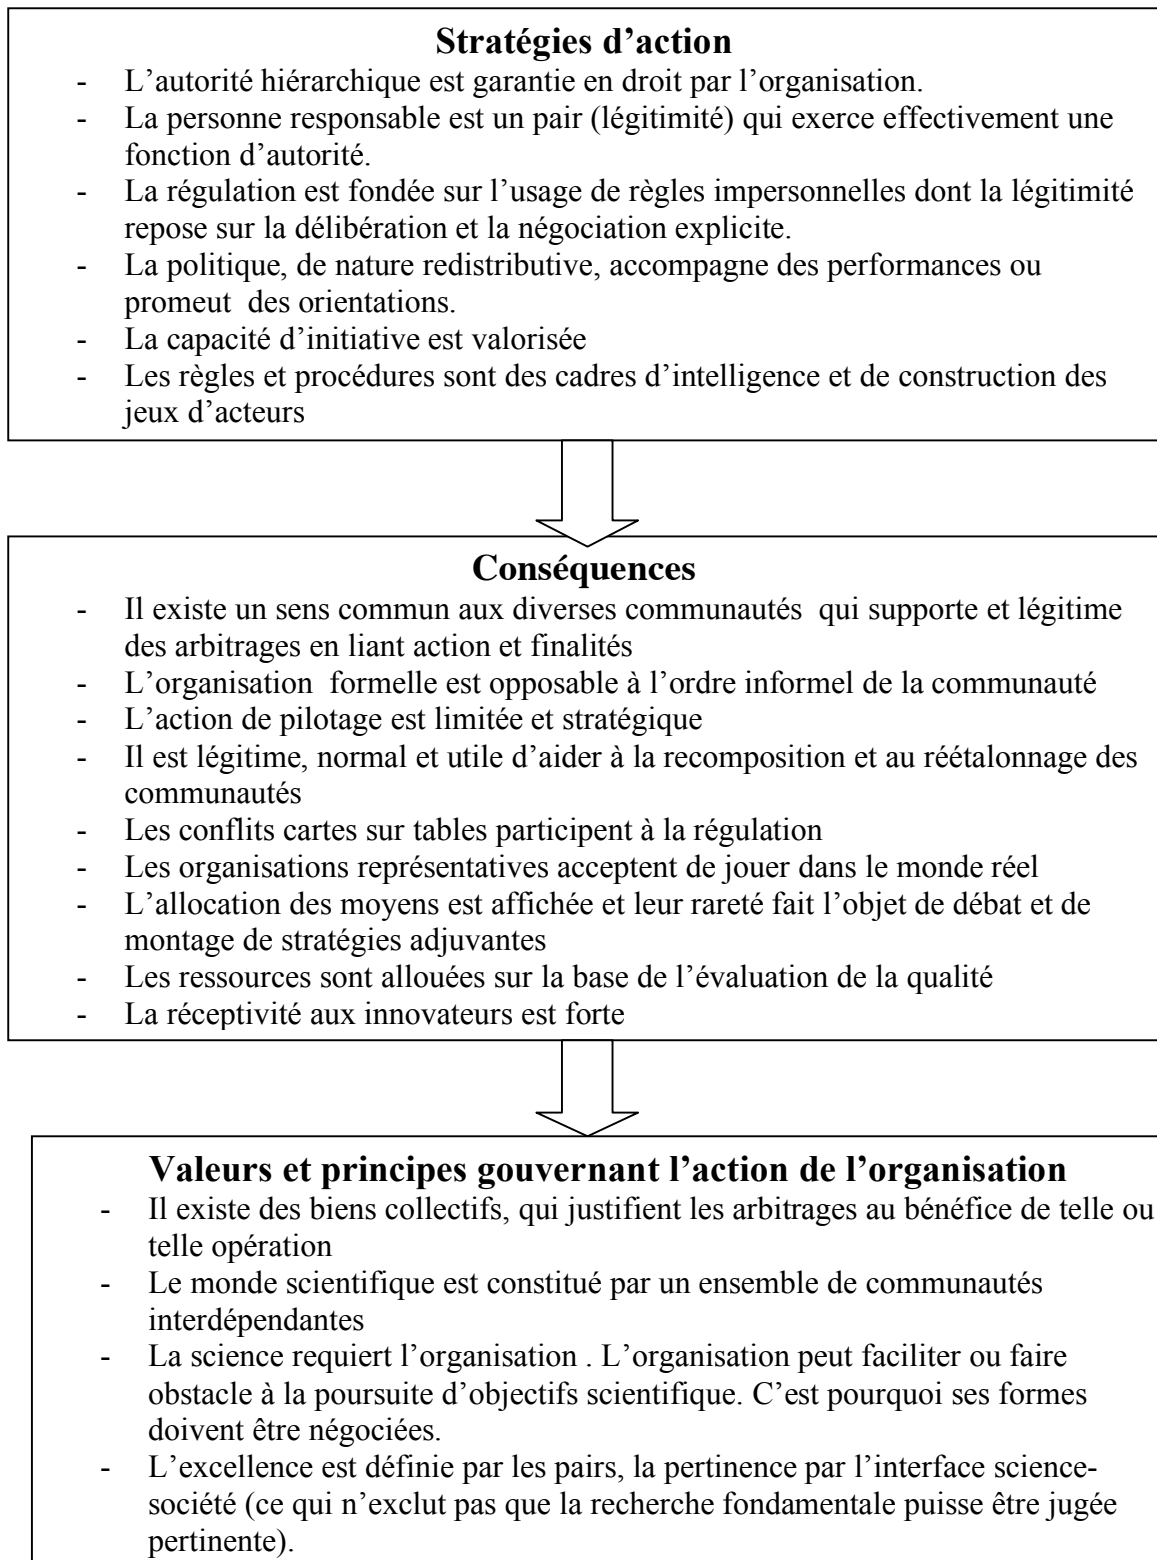 Stratégies d’action
- L’autorité hiérarchique est garantie en droit par l’organisation.
- La personne responsable est un pair (légitimité) qui exerce effectivement une
fonction d’autorité.
- La régulation est fondée sur l’usage de règles impersonnelles dont la légitimité
repose sur la délibération et la négociation explicite.
- La politique, de nature redistributive, accompagne des performances ou
promeut des orientations.
- La capacité d’initiative est valorisée
- Les règles et procédures sont des cadres d’intelligence et de construction des
jeux d’acteurs
Conséquences
- Il existe un sens commun aux diverses communautés qui supporte et légitime
des arbitrages en liant action et finalités
- L’organisation formelle est opposable à l’ordre informel de la communauté
- L’action de pilotage est limitée et stratégique
- Il est légitime, normal et utile d’aider à la recomposition et au réétalonnage des
communautés
- Les conflits cartes sur tables participent à la régulation
- Les organisations représentatives acceptent de jouer dans le monde réel
- L’allocation des moyens est affichée et leur rareté fait l’objet de débat et de
montage de stratégies adjuvantes
- Les ressources sont allouées sur la base de l’évaluation de la qualité
- La réceptivité aux innovateurs est forte
Valeurs et principes gouvernant l’action de l’organisation
- Il existe des biens collectifs, qui justifient les arbitrages au bénéfice de telle ou
telle opération
- Le monde scientifique est constitué par un ensemble de communautés
interdépendantes
- La science requiert l’organisation . L’organisation peut faciliter ou faire
obstacle à la poursuite d’objectifs scientifique. C’est pourquoi ses formes
doivent être négociées.
- L’excellence est définie par les pairs, la pertinence par l’interface science-
société (ce qui n’exclut pas que la recherche fondamentale puisse être jugée
pertinente).